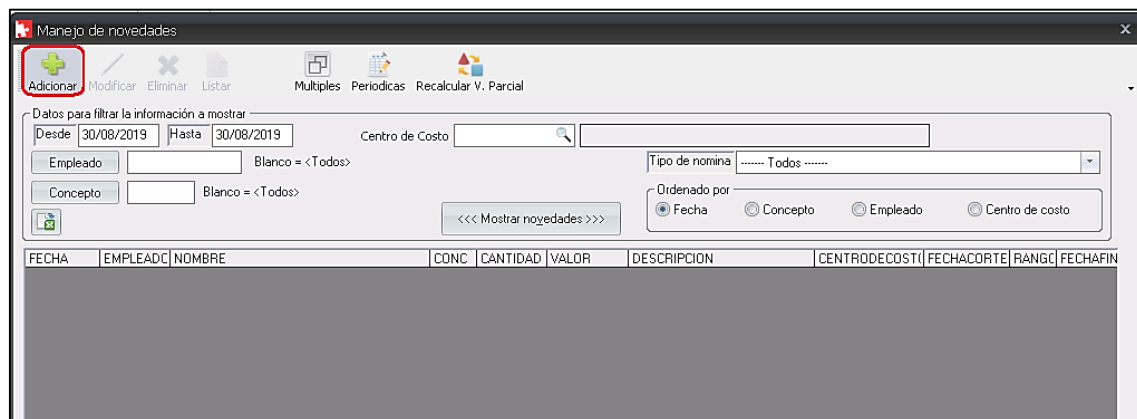 Manejo de novedades
x
Adicionar Modificar Eliminar Listar Multiples Periodicas Recalcular V. Parcial
Datos para filtrar la información a mostrar
Desde 30/08/2019 Hasta 30/08/2019 Centro de Costo
Empleado Blanco = <Todos> Tipo de nomina ------- Todos -------
Concepto Blanco = <Todos> Ordenado por
<<< Mostrar novedades >>> Fecha Concepto Empleado Centro de costo
FECHA EMPLEADC NOMBRE CONC CANTIDAD VALOR DESCRIPCION CENTRODECOST( FECHACORTE RANGC FECHAFIN